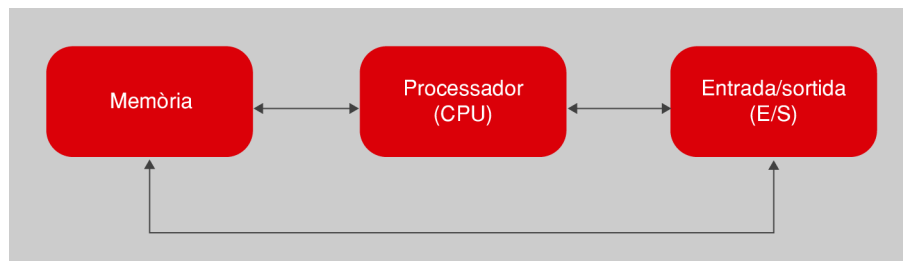 Memòria
Processador
(CPU)
Entrada/sortida
(E/S)